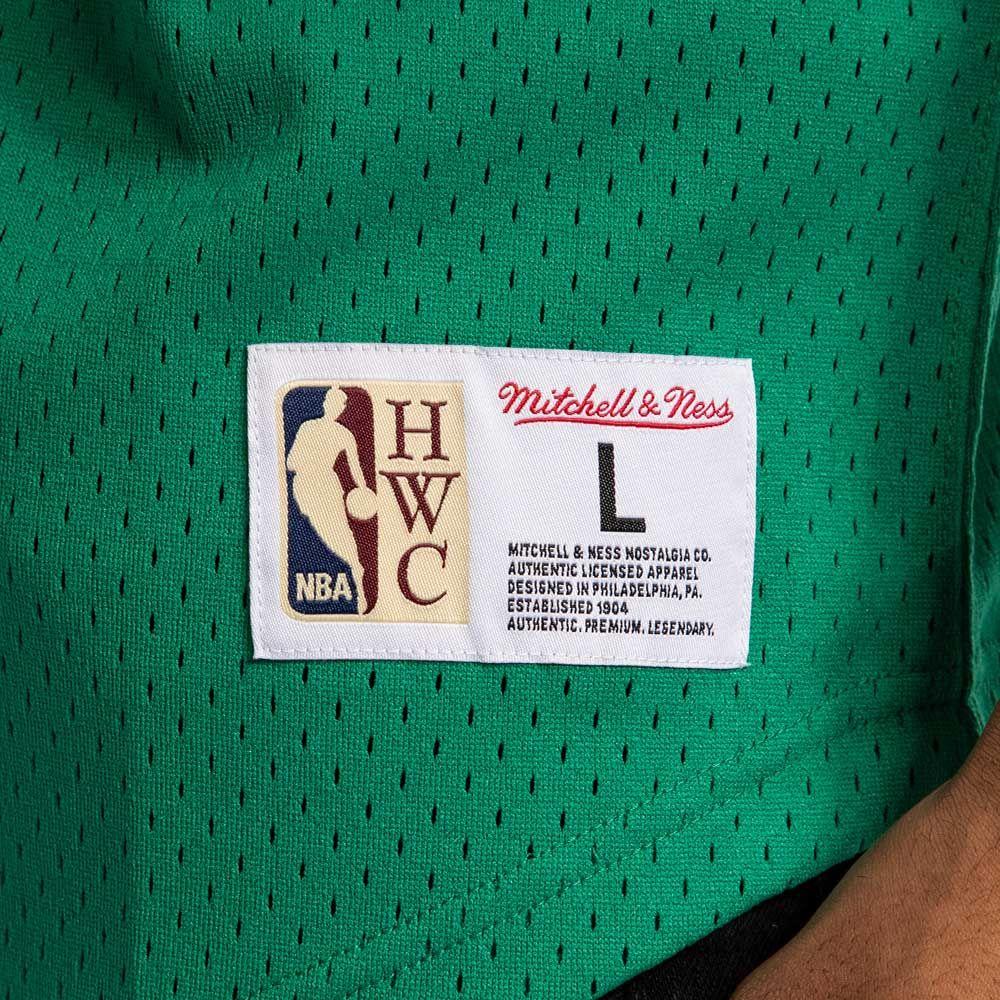 NBA
H
W
C
Mitchell & Ness
L
MITCHELL & NESS NOSTALGIA CO.
AUTHENTIC LICENSED APPAREL
DESIGNED IN PHILADELPHIA, PA.
ESTABLISHED 1904
AUTHENTIC. PREMIUM. LEGENDARY.